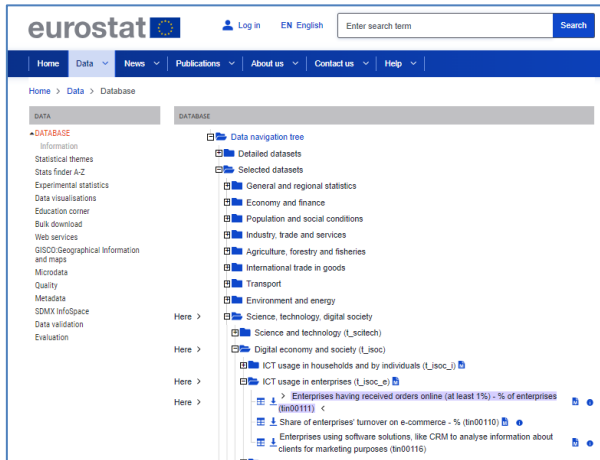 eurostat
Log in EN English Enter search term Search
Home Data News Publications About us Contact us Help
Home > Data > Database
DATA
DATABASE
DATABASE
Information
Statistical themes
Stats finder A-Z
Experimental statistics
Data visualisations
Education corner
Bulk download
Web services
GISCO:Geographical Information
and maps
Microdata
Quality
Metadata
SDMX InfoSpace
Data validation
Evaluation
Data navigation tree
Detailed datasets
Selected datasets
General and regional statistics
Economy and finance
Population and social conditions
Industry, trade and services
Agriculture, forestry and fisheries
International trade in goods
Transport
Environment and energy
Here > Science, technology, digital society
Science and technology (t_scitech)
Here > Digital economy and society (t_isoc)
ICT usage in households and by individuals (t_isoc_i)
Here > ICT usage in enterprises (t_isoc_e)
Here > > Enterprises having received orders online (at least 1%) - % of enterprises
(tin00111) <
Share of enterprises' turnover on e-commerce - % (tin00110)
Enterprises using software solutions, like CRM to analyse information about
clients for marketing purposes (tin00116)